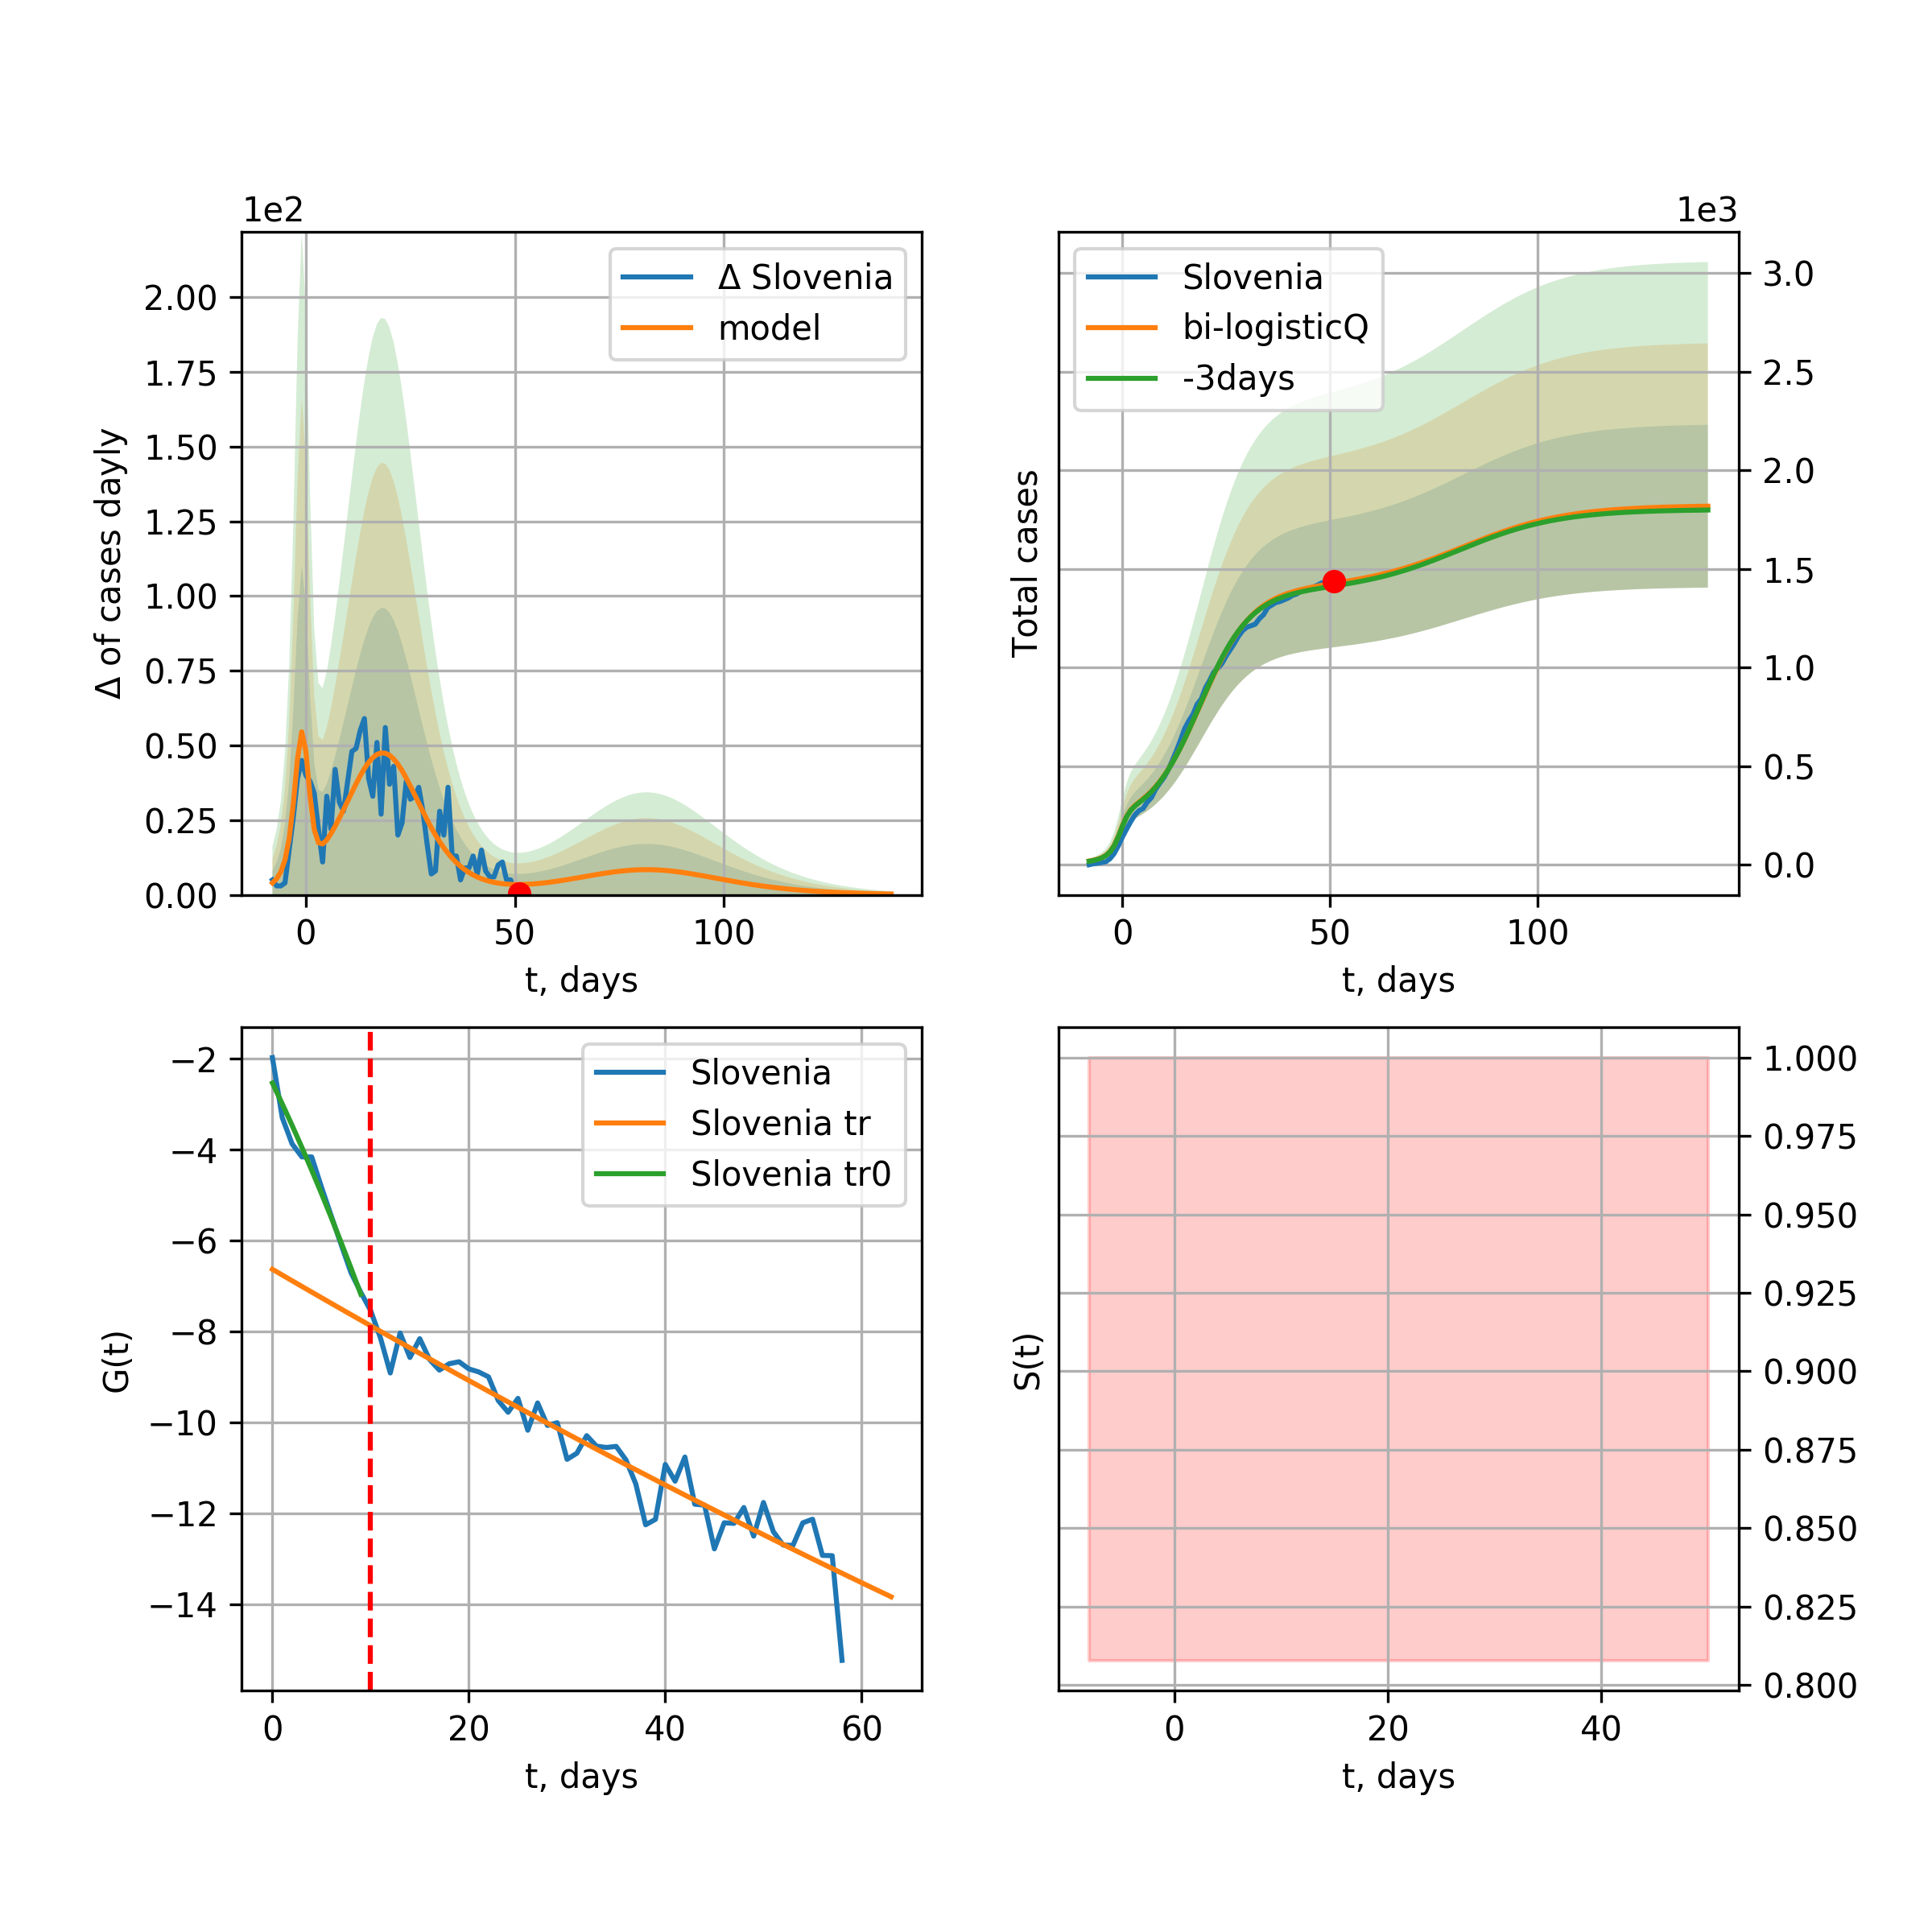 1e2
Δ of cases dayly
2.00
1.75
1.50
1.25
1.00
0.75
0.50
0.25
0.00
0
50
100
t, days
Δ Slovenia
model
1e3
Total cases
3.0
2.5
2.0
1.5
1.0
0.5
0.0
0
50
100
t, days
Slovenia
bi-logisticQ
-3days
G(t)
−2
−4
−6
−8
−10
−12
−14
0
20
40
60
t, days
Slovenia
Slovenia tr
Slovenia tr0
S(t)
1.000
0.975
0.950
0.925
0.900
0.875
0.850
0.825
0.800
0
20
40
t, days